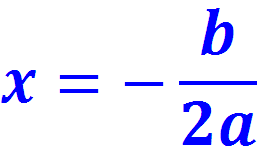 x = − b/2a